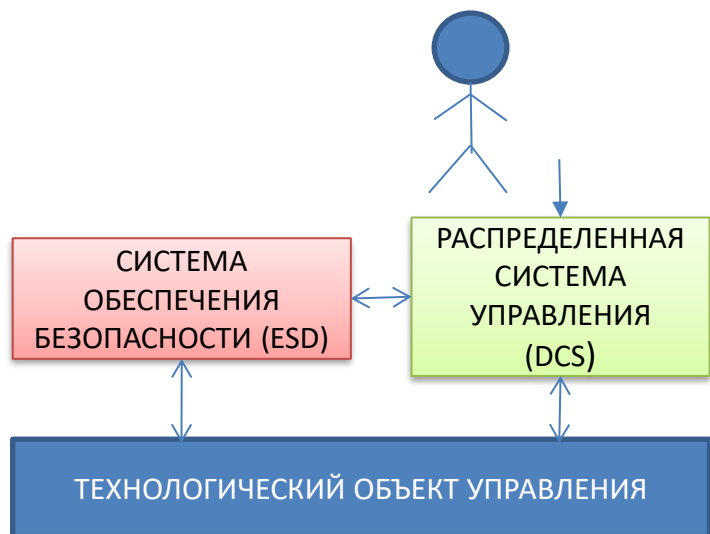 СИСТЕМА
ОБЕСПЕЧЕНИЯ
БЕЗОПАСНОСТИ (ESD)
РАСПРЕДЕЛЕННАЯ
СИСТЕМА
УПРАВЛЕНИЯ
(DCS)
ТЕХНОЛОГИЧЕСКИЙ ОБЪЕКТ УПРАВЛЕНИЯ